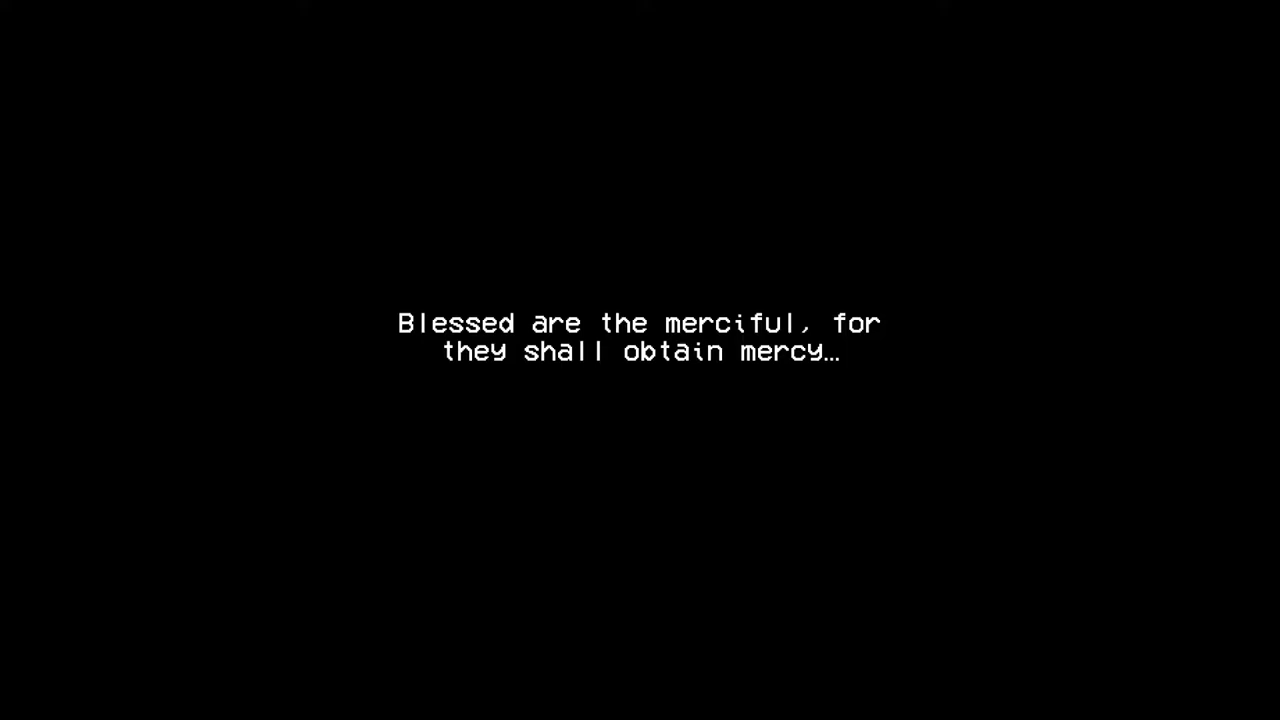 Blessed are the merciful, for
they shall obtain mercy…